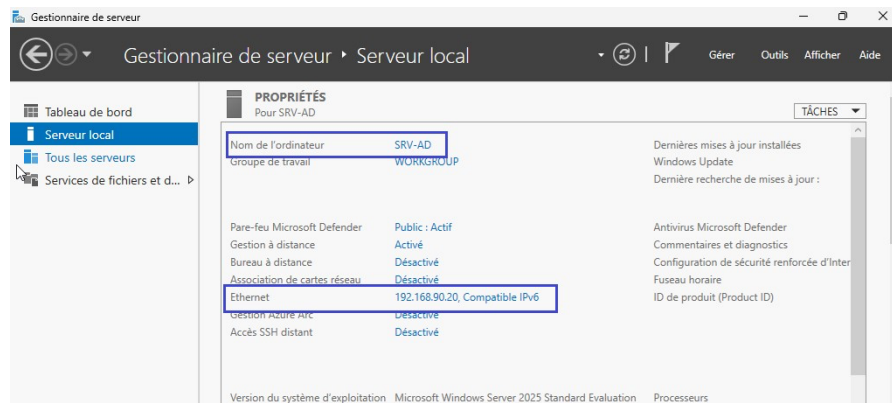 Gestionnaire de serveur
Gestionnaire de serveur ‣ Serveur local
Gérer Outils Afficher Aide
Tableau de bord
Serveur local
Tous les serveurs
Services de fichiers et d...
PROPRIÉTÉS
Pour SRV-AD
TÂCHES
Nom de l'ordinateur SRV-AD
Groupe de travail WORKGROUP
Dernières mises à jour installées
Windows Update
Dernière recherche de mises à jour :
Pare-feu Microsoft Defender Public : Actif
Gestion à distance Activé
Bureau à distance Désactivé
Association de cartes réseau Désactivé
Ethernet 192.168.90.20, Compatible IPv6
Gestion Azure Arc Désactivé
Accès SSH distant Désactivé
Antivirus Microsoft Defender
Commentaires et diagnostics
Configuration de sécurité renforcée d'Inter
Fuseau horaire
ID de produit (Product ID)
Version du système d'exploitation Microsoft Windows Server 2025 Standard Evaluation
Processeurs